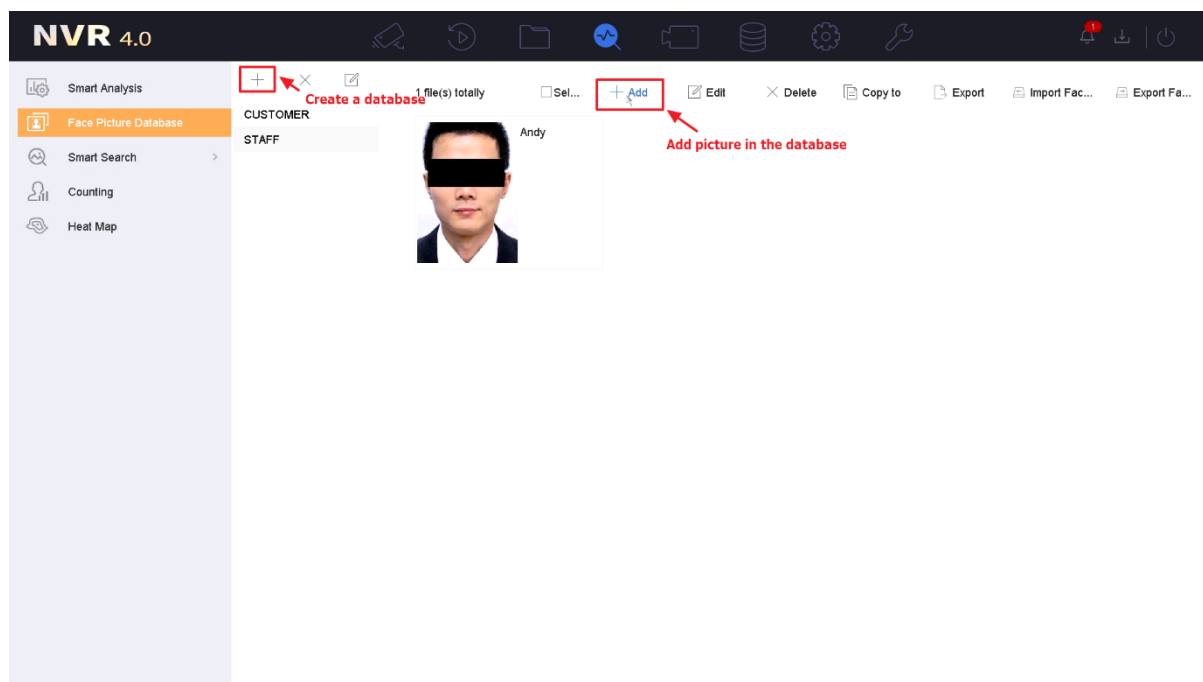 NVR 4.0
1
Smart Analysis
Face Picture Database
Smart Search >
Counting
Heat Map
Create a database
CUSTOMER
STAFF
1 file(s) totally
Sel...
Add
Edit
Delete
Copy to
Export
Import Fac...
Export Fa...
Andy
Add picture in the database